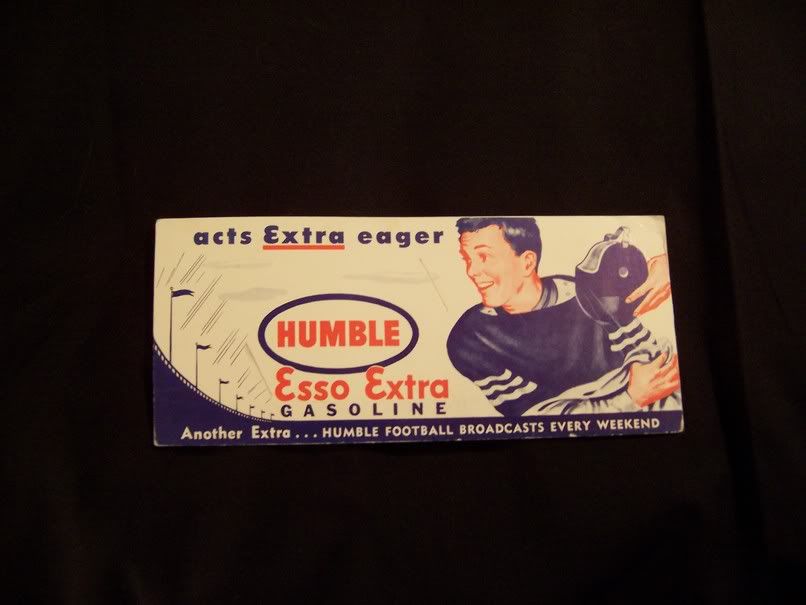 acts Extra eager
HUMBLE
Esso Extra
GASOLINE
Another Extra... HUMBLE FOOTBALL BROADCASTS EVERY WEEKEND